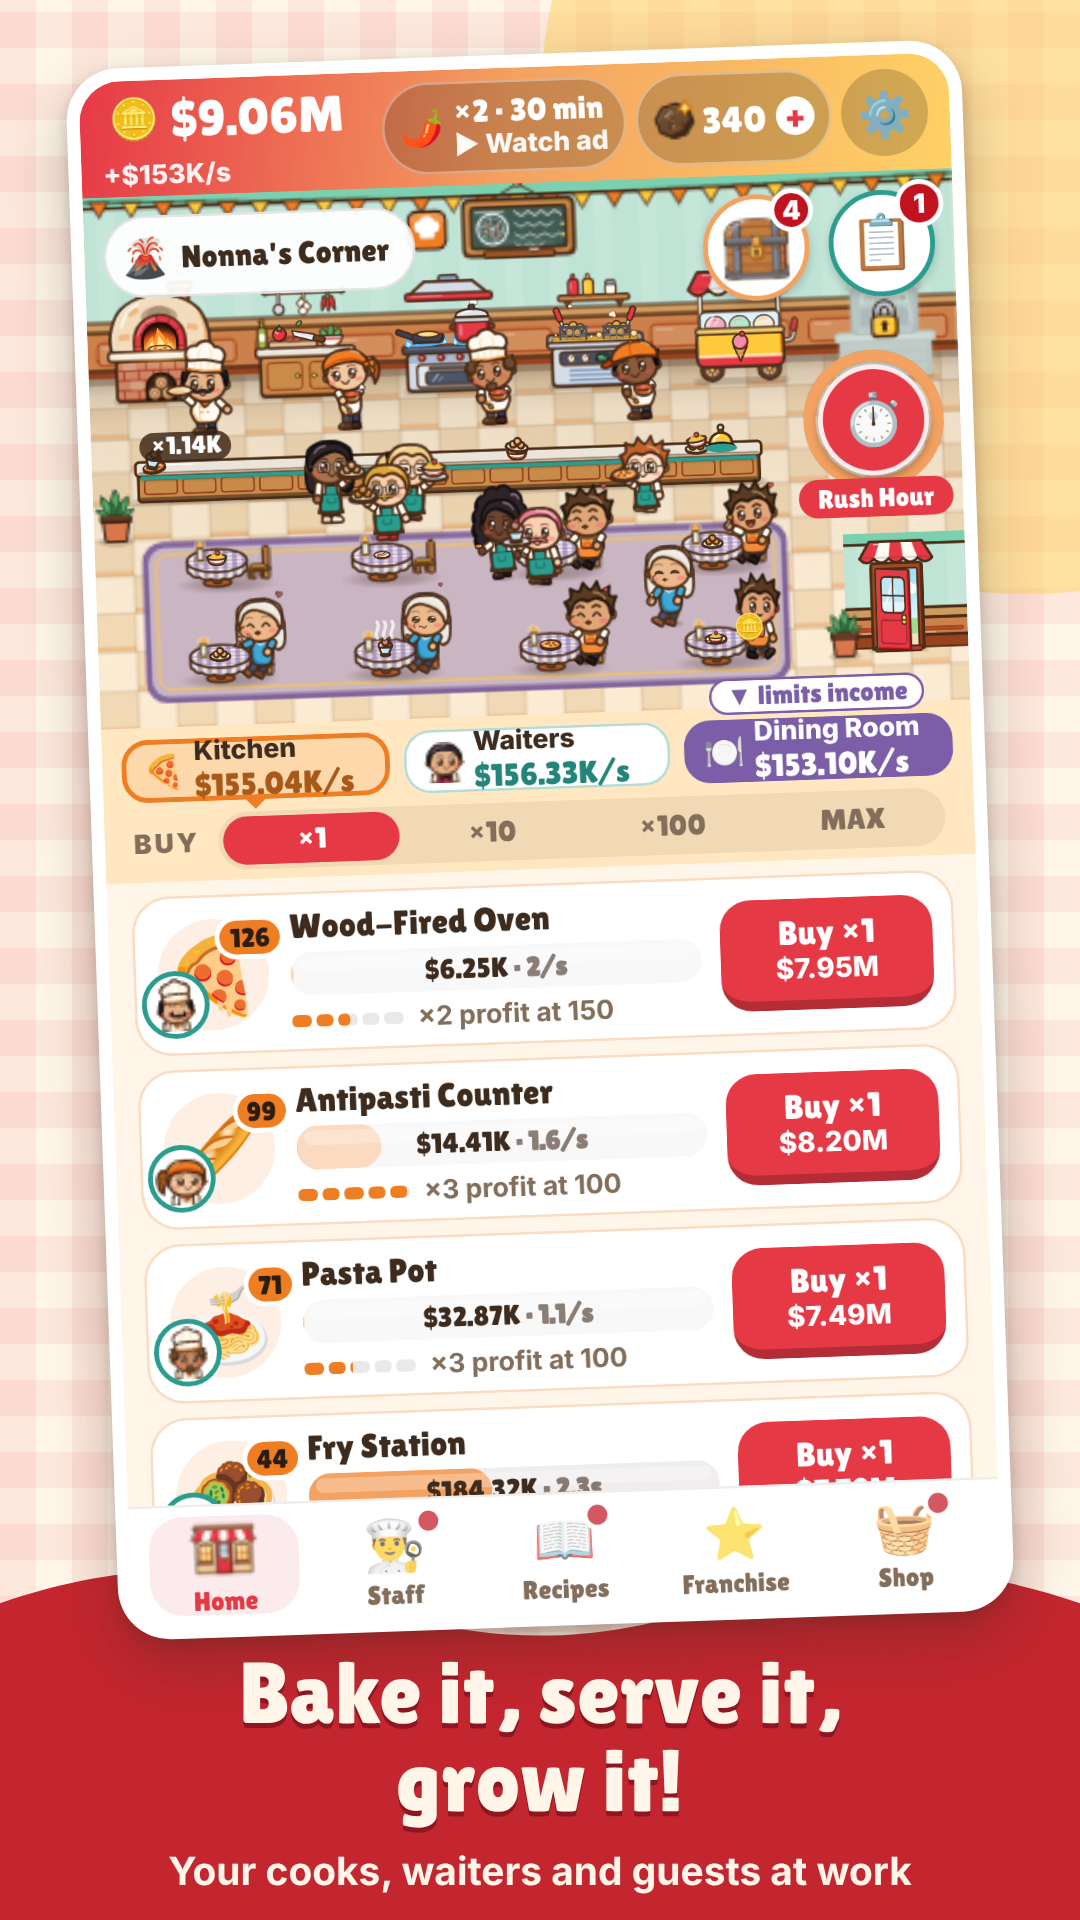 $9.06M
+$153K/s
×2 · 30 min
▶ Watch ad
340 +
4
1
Nonna's Corner
×1.14K
Rush Hour
▼ limits income
Kitchen
$155.04K/s
Waiters
$156.33K/s
Dining Room
$153.10K/s
BUY
×1
×10
×100
MAX
126
Wood-Fired Oven
$6.25K · 2/s
×2 profit at 150
Buy ×1
$7.95M
99
Antipasti Counter
$14.41K · 1.6/s
×3 profit at 100
Buy ×1
$8.20M
71
Pasta Pot
$32.87K · 1.1/s
×3 profit at 100
Buy ×1
$7.49M
44
Fry Station
$184.32K · 2.3s
Buy ×1
Home
Staff
Recipes
Franchise
Shop
Bake it, serve it,
grow it!
Your cooks, waiters and guests at work